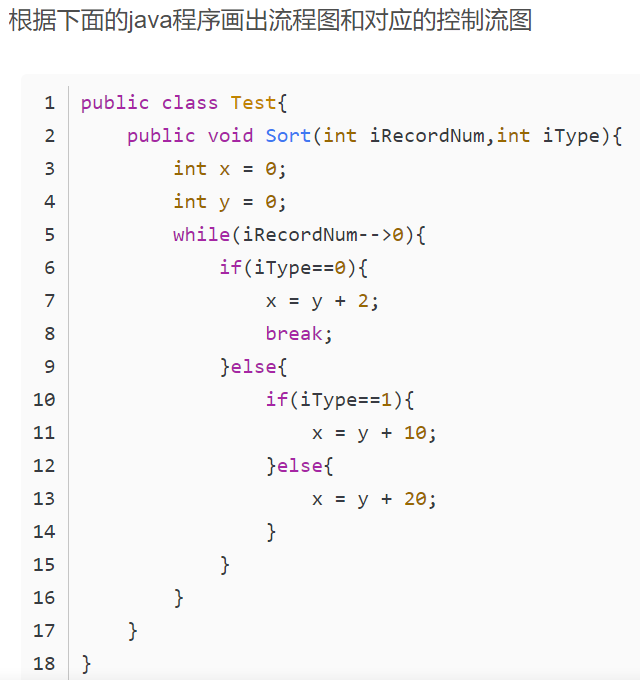 根据下面的java程序画出流程图和对应的控制流图
1 public class Test{
2     public void Sort(int iRecordNum,int iType){
3         int x = 0;
4         int y = 0;
5         while(iRecordNum-->0){
6             if(iType==0){
7                 x = y + 2;
8                 break;
9             }else{
10                 if(iType==1){
11                     x = y + 10;
12                 }else{
13                     x = y + 20;
14                 }
15             }
16         }
17     }
18 }